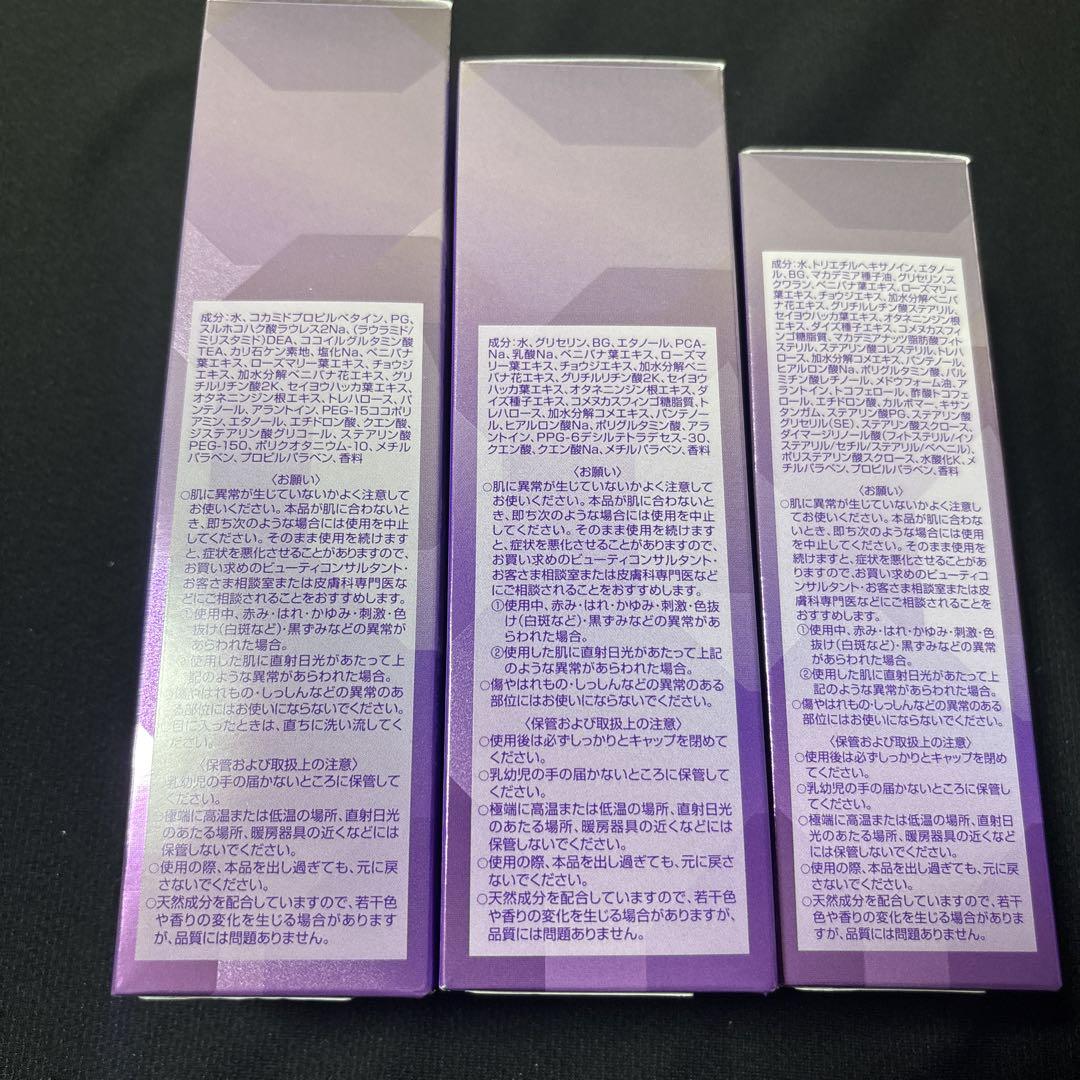 成分:水、コカミドプロピルベタイン、PG、
スルホコハク酸ラウレス2Na、(ラウラミド/
ミリスタミド)DEA、ココイルグルタミン酸
TEA、カリ石ケン素地、塩化Na、ベニバナ
葉エキス、ローズマリー葉エキス、チョウジ
エキス、加水分解ベニバナ花エキス、グリ
チルリチン酸2K、セイヨウハッカ葉エキス、
オタネニンジン根エキス、トレハロース、パ
ンテノール、アラントイン、PEG-15ココポリ
アミン、エタノール、エチドロン酸、クエン酸、
ジステアリン酸グリコール、ステアリン酸
PEG-150、ポリクオタニウム-10、メチル
パラベン、プロピルパラベン、香料
〈お願い〉
○肌に異常が生じていないかよく注意して
お使いください。本品が肌に合わないと
き、即ち次のような場合には使用を中止
してください。そのまま使用を続けます
と、症状を悪化させることがありますので、
お買い求めのビューティコンサルタント・
お客さま相談室または皮膚科専門医な
どにご相談されることをおすすめします。
①使用中、赤み・はれ・かゆみ・刺激・色
抜け(白斑など)・黒ずみなどの異常が
あらわれた場合。
②使用した肌に直射日光があたって上
記のような異常があらわれた場合。
○傷やはれもの・しっしんなどの異常のあ
る部位にはお使いにならないでください。
○目に入ったときは、直ちに洗い流してく
ださい。
〈保管および取扱上の注意〉
○乳幼児の手の届かないところに保管し
てください。
○極端に高温または低温の場所、直射日光
のあたる場所、暖房器具の近くなどには
保管しないでください。
○使用の際、本品を出し過ぎても、元に戻
さないでください。
○天然成分を配合していますので、若干色
や香りの変化を生じる場合があります
が、品質には問題ありません。
成分:水、グリセリン、BG、エタノール、PCA-
Na、乳酸Na、ベニバナ葉エキス、ローズマ
リー葉エキス、チョウジエキス、加水分解ベニ
バナ花エキス、グリチルリチン酸2K、セイヨウ
ハッカ葉エキス、オタネニンジン根エキス、ダ
イズ種子エキス、コメヌカスフィンゴ糖脂質、ト
レハロース、加水分解コメエキス、パンテノー
ル、ヒアルロン酸Na、ポリグルタミン酸、アラ
ントイン、PPG-6デシルテトラデセス-30、
クエン酸、クエン酸Na、メチルパラベン、香料
〈お願い〉
○肌に異常が生じていないかよく注意して
お使いください。本品が肌に合わないと
き、即ち次のような場合には使用を中止
してください。そのまま使用を続けます
と、症状を悪化させることがありますので、
お買い求めのビューティコンサルタント・
お客さま相談室または皮膚科専門医など
にご相談されることをおすすめします。
①使用中、赤み・はれ・かゆみ・刺激・色抜
け(白斑など)・黒ずみなどの異常があ
らわれた場合。
②使用した肌に直射日光があたって上記
のような異常があらわれた場合。
○傷やはれもの・しっしんなどの異常のある
部位にはお使いにならないでください。
〈保管および取扱上の注意〉
○使用後は必ずしっかりとキャップを閉めて
ください。
○乳幼児の手の届かないところに保管して
ください。
○極端に高温または低温の場所、直射日光
のあたる場所、暖房器具の近くなどには
保管しないでください。
○使用の際、本品を出し過ぎても、元に戻さ
ないでください。
○天然成分を配合していますので、若干色
や香りの変化を生じる場合がありますが、
品質には問題ありません。
成分:水、トリエチルヘキサノイン、エタノー
ル、BG、マカデミア種子油、グリセリン、ス
クワラン、ベニバナ葉エキス、ローズマリー
葉エキス、チョウジエキス、加水分解ベニバ
ナ花エキス、グリチルレチン酸ステアリル、
セイヨウハッカ葉エキス、オタネニンジン根
エキス、ダイズ種子エキス、コメヌカスフィ
ンゴ糖脂質、マカデミアナッツ脂肪酸フィト
ステリル、ステアリン酸コレステリル、トレハ
ロース、加水分解コメエキス、パンテノール、
ヒアルロン酸Na、ポリグルタミン酸、パル
ミチン酸レチノール、メドウフォーム油、ア
ラントイン、トコフェロール、酢酸トコフェ
ロール、エチドロン酸、カルボマー、キサン
タンガム、ステアリン酸PG、ステアリン酸
グリセリル(SE)、ステアリン酸スクロース、
ダイマージリノール酸(フィトステリル/イソ
ステアリル/セチル/ステアリル/ベヘニル)、
ポリステアリン酸スクロース、水酸化K、メ
チルパラベン、プロピルパラベン、香料
〈お願い〉
○肌に異常が生じていないかよく注意し
てお使いください。本品が肌に合わな
いとき、即ち次のような場合には使用
を中止してください。そのまま使用を
続けますと、症状を悪化させることがあ
りますので、お買い求めのビューティコ
ンサルタント・お客さま相談室または皮
膚科専門医などにご相談されることを
おすすめします。
①使用中、赤み・はれ・かゆみ・刺激・色
抜け(白斑など)・黒ずみなどの異常
があらわれた場合。
②使用した肌に直射日光があたって上
記のような異常があらわれた場合。
○傷やはれもの・しっしんなどの異常のある
部位にはお使いにならないでください。
〈保管および取扱上の注意〉
○使用後は必ずしっかりとキャップを閉め
てください。
○乳幼児の手の届かないところに保管し
てください。
○極端に高温または低温の場所、直射日
光のあたる場所、暖房器具の近くなど
には保管しないでください。
○使用の際、本品を出し過ぎても、元に戻
さないでください。
○天然成分を配合していますので、若干
色や香りの変化を生じる場合がありま
すが、品質には問題ありません。